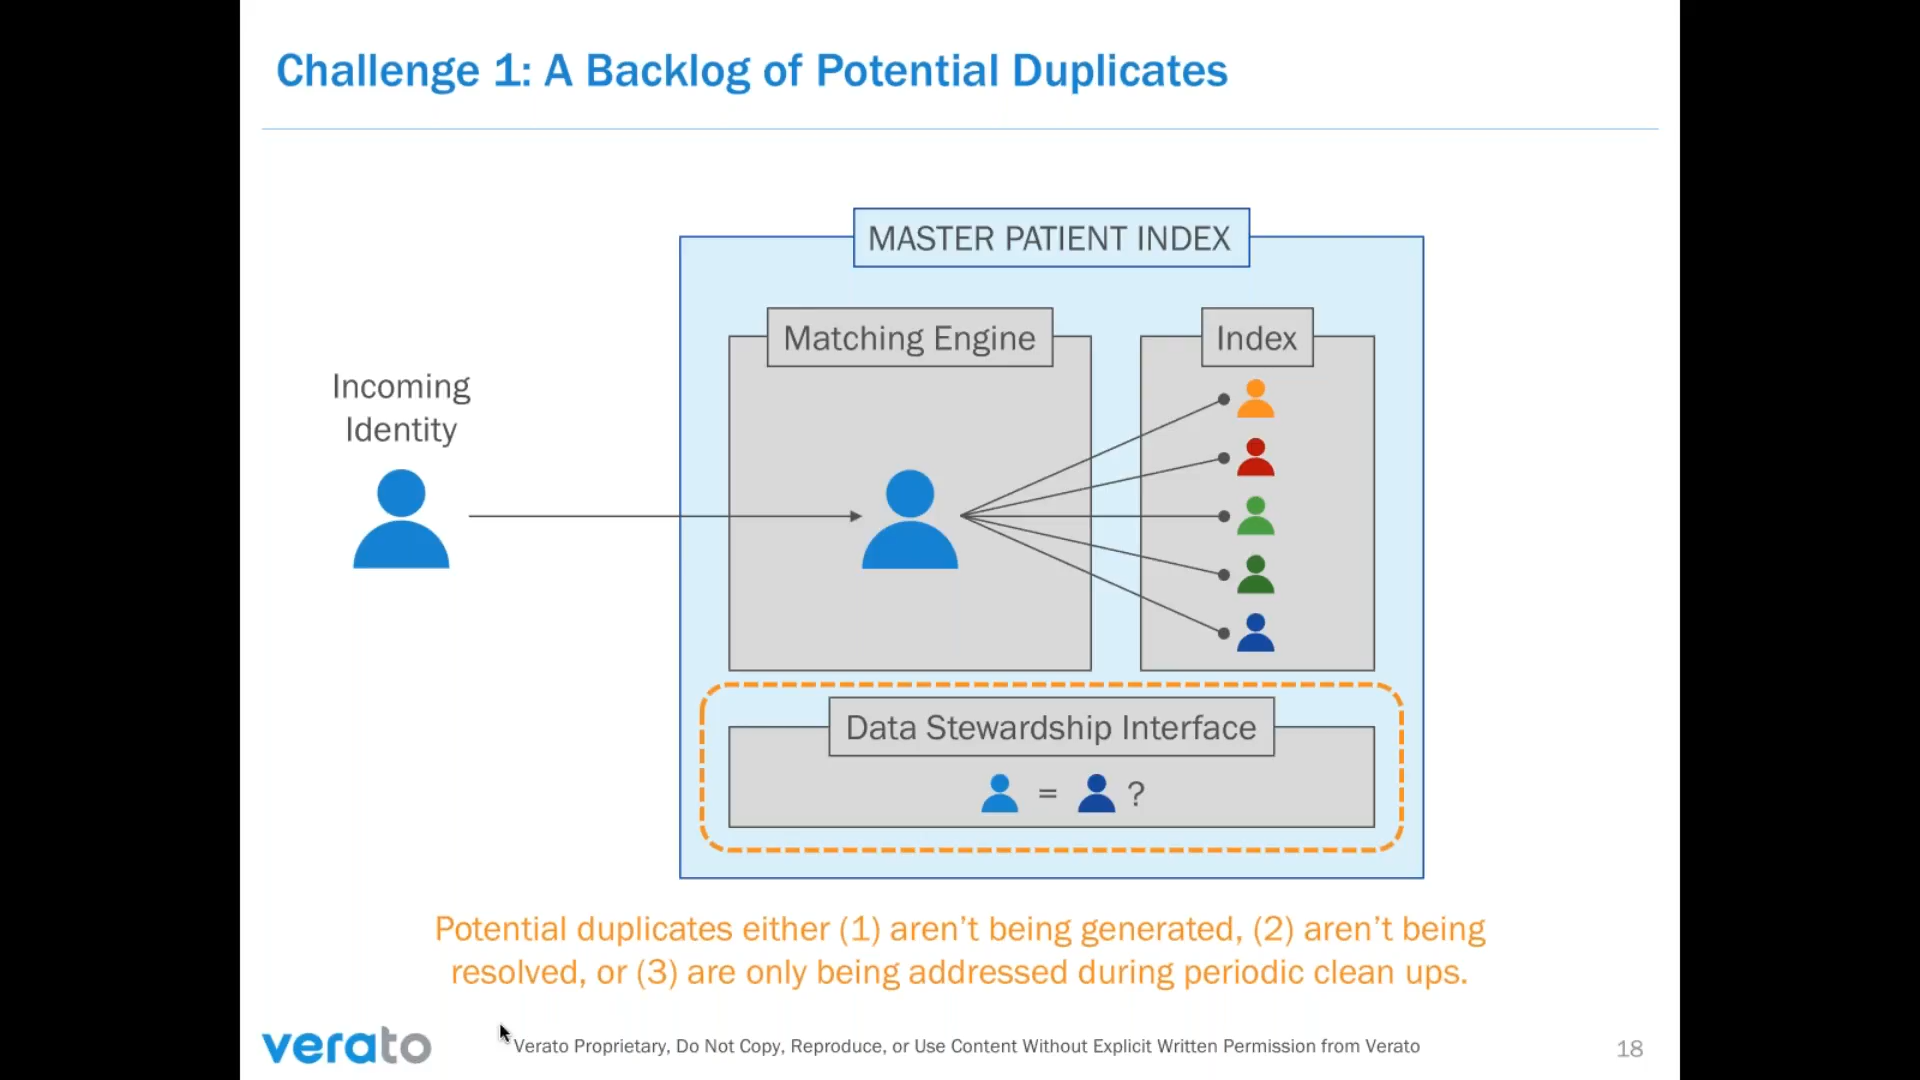 Challenge 1: A Backlog of Potential Duplicates
MASTER PATIENT INDEX
Matching Engine
Index
Incoming
Identity
Data Stewardship Interface
= ?
Potential duplicates either (1) aren’t being generated, (2) aren’t being
resolved, or (3) are only being addressed during periodic clean ups.
verato
Verato Proprietary, Do Not Copy, Reproduce, or Use Content Without Explicit Written Permission from Verato
18